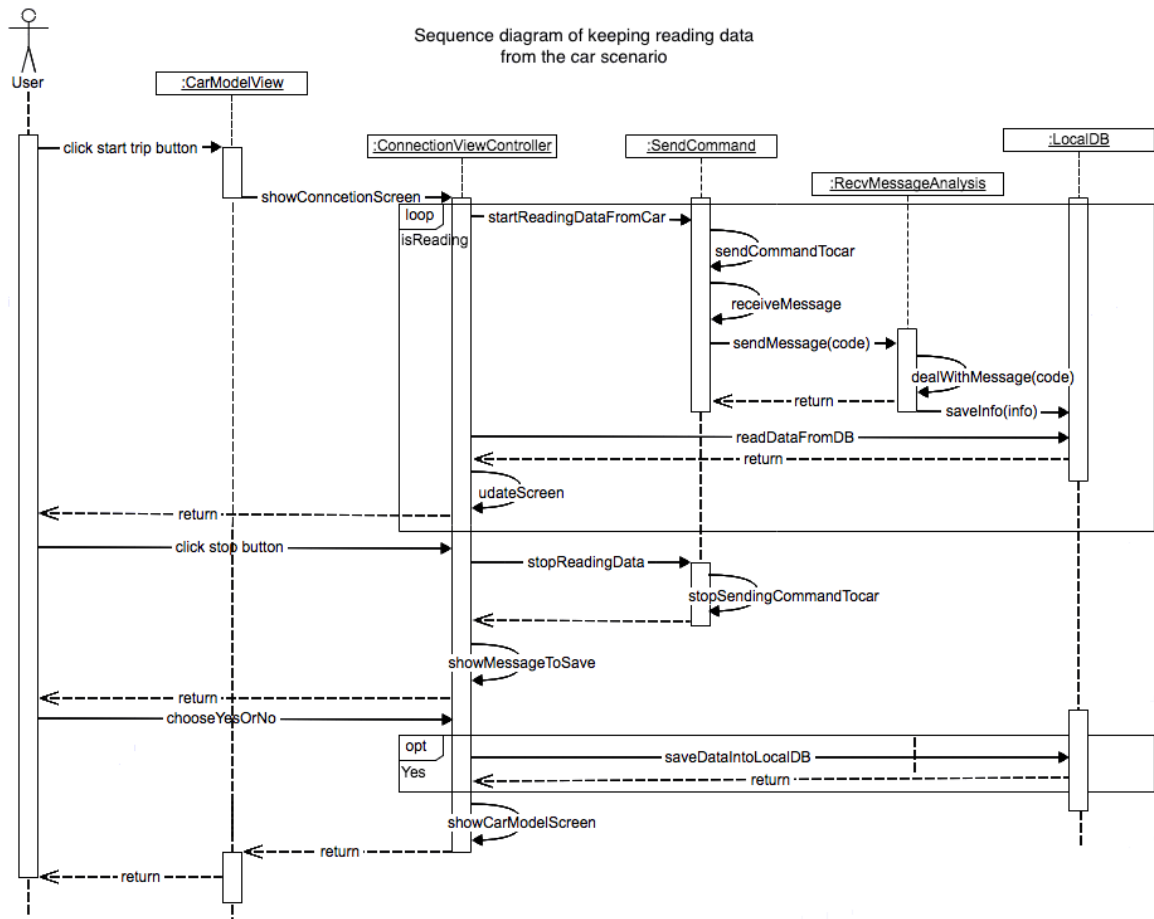 Sequence diagram of keeping reading data
from the car scenario
User
:CarModelView
:ConnectionViewController
:SendCommand
:LocalDB
:RecvMessageAnalysis
click start trip button
showConncetionScreen
loop
isReading
startReadingDataFromCar
sendCommandTocar
receiveMessage
sendMessage(code)
dealWithMessage(code)
return
saveInfo(info)
readDataFromDB
return
udateScreen
return
click stop button
stopReadingData
stopSendingCommandTocar
showMessageToSave
return
chooseYesOrNo
opt
Yes
saveDataIntoLocalDB
return
showCarModelScreen
return
return